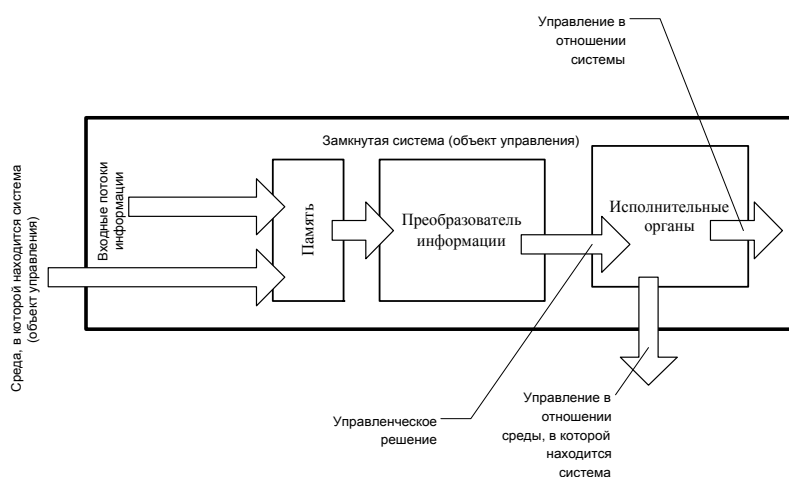 Управление в
отношении
системы
Замкнутая система (объект управления)
Среда, в которой находится система
(объект управления)
Входные потоки
информации
Память
Преобразователь
информации
Исполнительные
органы
Управленческое
решение
Управление в
отношении
среды, в которой
находится
система